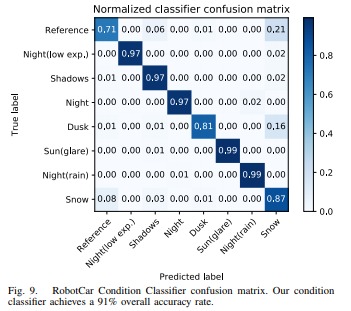 Normalized classifier confusion matrix
Reference 0.71 0.00 0.06 0.00 0.01 0.00 0.00 0.21
Night(low exp.) 0.00 0.97 0.00 0.00 0.00 0.00 0.00 0.02
Shadows 0.01 0.00 0.97 0.00 0.00 0.00 0.00 0.02
Night 0.00 0.00 0.00 0.97 0.00 0.00 0.02 0.00
Dusk 0.01 0.00 0.01 0.00 0.81 0.00 0.00 0.16
Sun(glare) 0.00 0.00 0.01 0.00 0.00 0.99 0.00 0.00
Night(rain) 0.00 0.00 0.00 0.01 0.00 0.00 0.99 0.00
Snow 0.08 0.00 0.03 0.00 0.01 0.00 0.00 0.87
True label
Reference
Night(low exp.)
Shadows
Night
Dusk
Sun(glare)
Night(rain)
Snow
Predicted label
0.8
0.6
0.4
0.2
0.0
Fig. 9. RobotCar Condition Classifier confusion matrix. Our condition
classifier achieves a 91% overall accuracy rate.